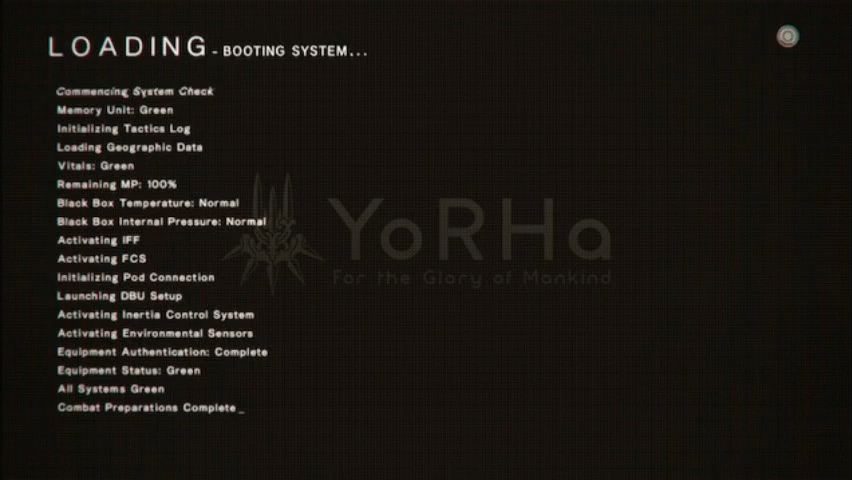 LOADING - BOOTING SYSTEM...
Commencing System Check
Memory Unit: Green
Initializing Tactics Log
Loading Geographic Data
Vitals: Green
Remaining MP: 100%
Black Box Temperature: Normal
Black Box Internal Pressure: Normal
Activating IFF
Activating FCS
Initializing Pod Connection
Launching DBU Setup
Activating Inertia Control System
Activating Environmental Sensors
Equipment Authentication: Complete
Equipment Status: Green
All Systems Green
Combat Preparations Complete_
YoRHa
For the Glory of Mankind